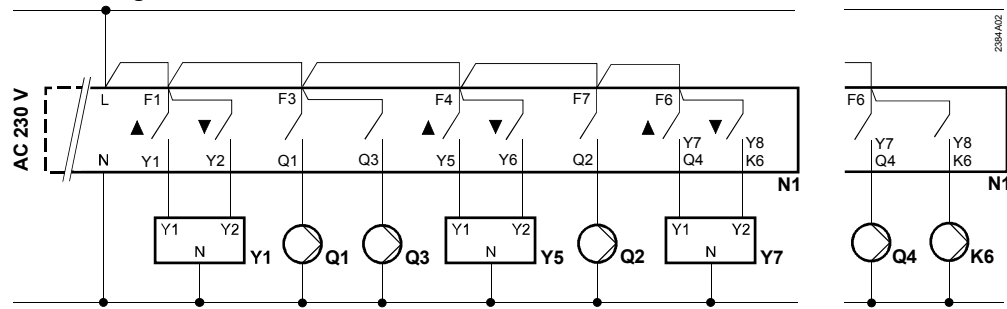 2384A02
AC 230 V
L F1 F3 F4 F7 F6 F6
▲ ▼ ▲ ▼ ▲ ▼
Y7 Y8 Y7 Y8
N Y1 Y2 Q1 Q3 Y5 Y6 Q2 Q4 K6 Q4 K6
N1 N1
Y1 Y2 Y1 Y2 Y1 Y2
N Y1 Q1 Q3 N Y5 Q2 N Y7 Q4 K6